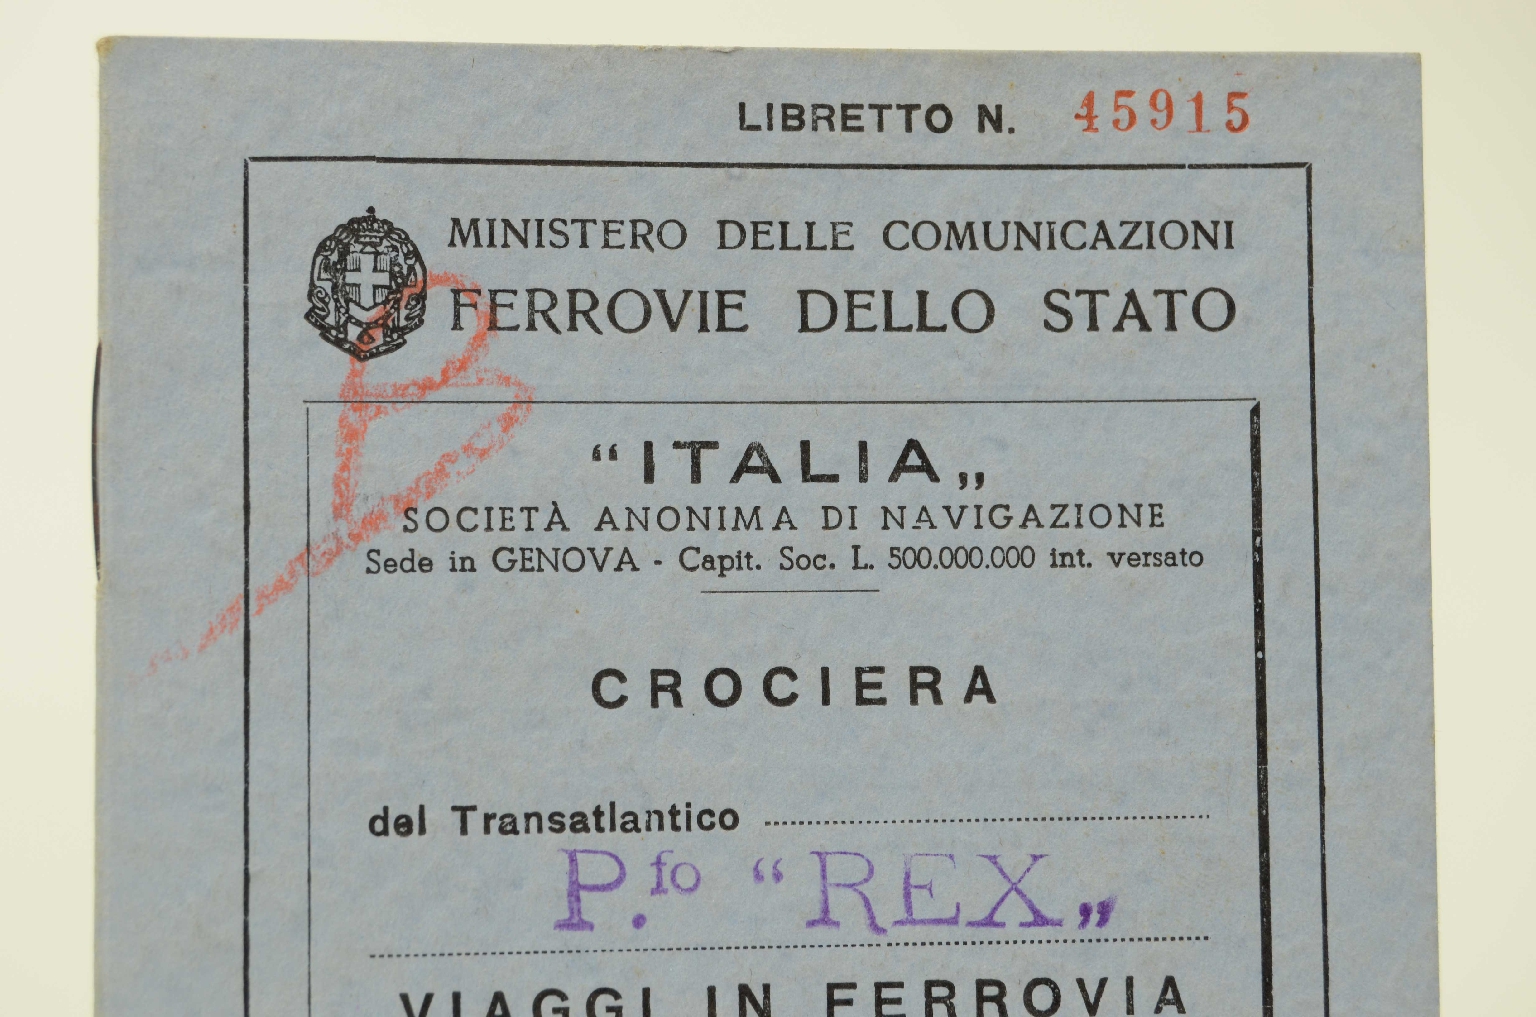 LIBRETTO N. 45915
MINISTERO DELLE COMUNICAZIONI
FERROVIE DELLO STATO
B
“ITALIA„
SOCIETÀ ANONIMA DI NAVIGAZIONE
Sede in GENOVA - Capit. Soc. L. 500.000.000 int. versato
CROCIERA
del Transatlantico
P.fo “REX„
VIAGGI IN FERROVIA